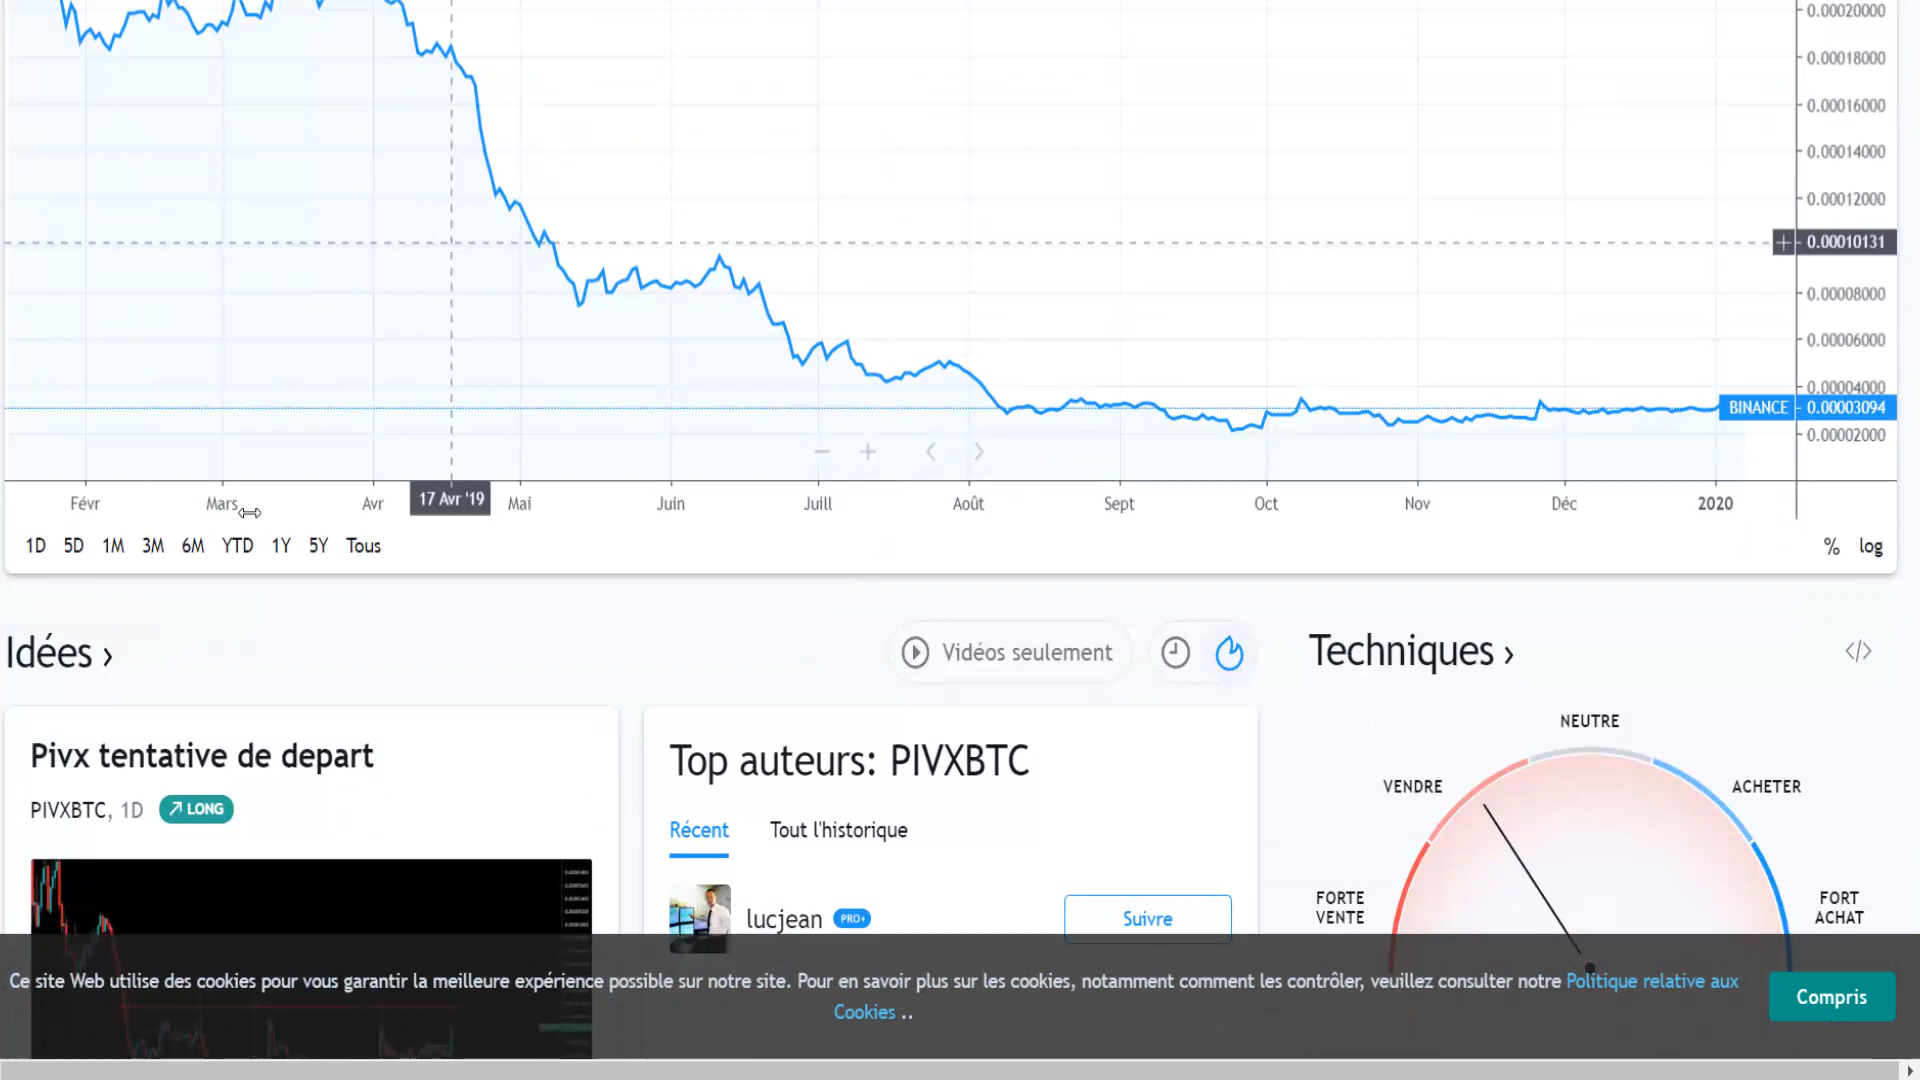 0.00020000
0.00018000
0.00016000
0.00014000
0.00012000
0.00010131
0.00008000
0.00006000
0.00004000
BINANCE 0.00003094
0.00002000
Févr Mars Avr 17 Avr '19 Mai Juin Juill Août Sept Oct Nov Déc 2020
1D 5D 1M 3M 6M YTD 1Y 5Y Tous % log
Idées ›
Vidéos seulement
Techniques ›
NEUTRE
VENDRE
ACHETER
FORTE
VENTE
FORT
ACHAT
Pivx tentative de depart
PIVXBTC, 1D LONG
Top auteurs: PIVXBTC
Récent Tout l'historique
lucjean PRO+ Suivre
Ce site Web utilise des cookies pour vous garantir la meilleure expérience possible sur notre site. Pour en savoir plus sur les cookies, notamment comment les contrôler, veuillez consulter notre Politique relative aux
Cookies ..
Compris